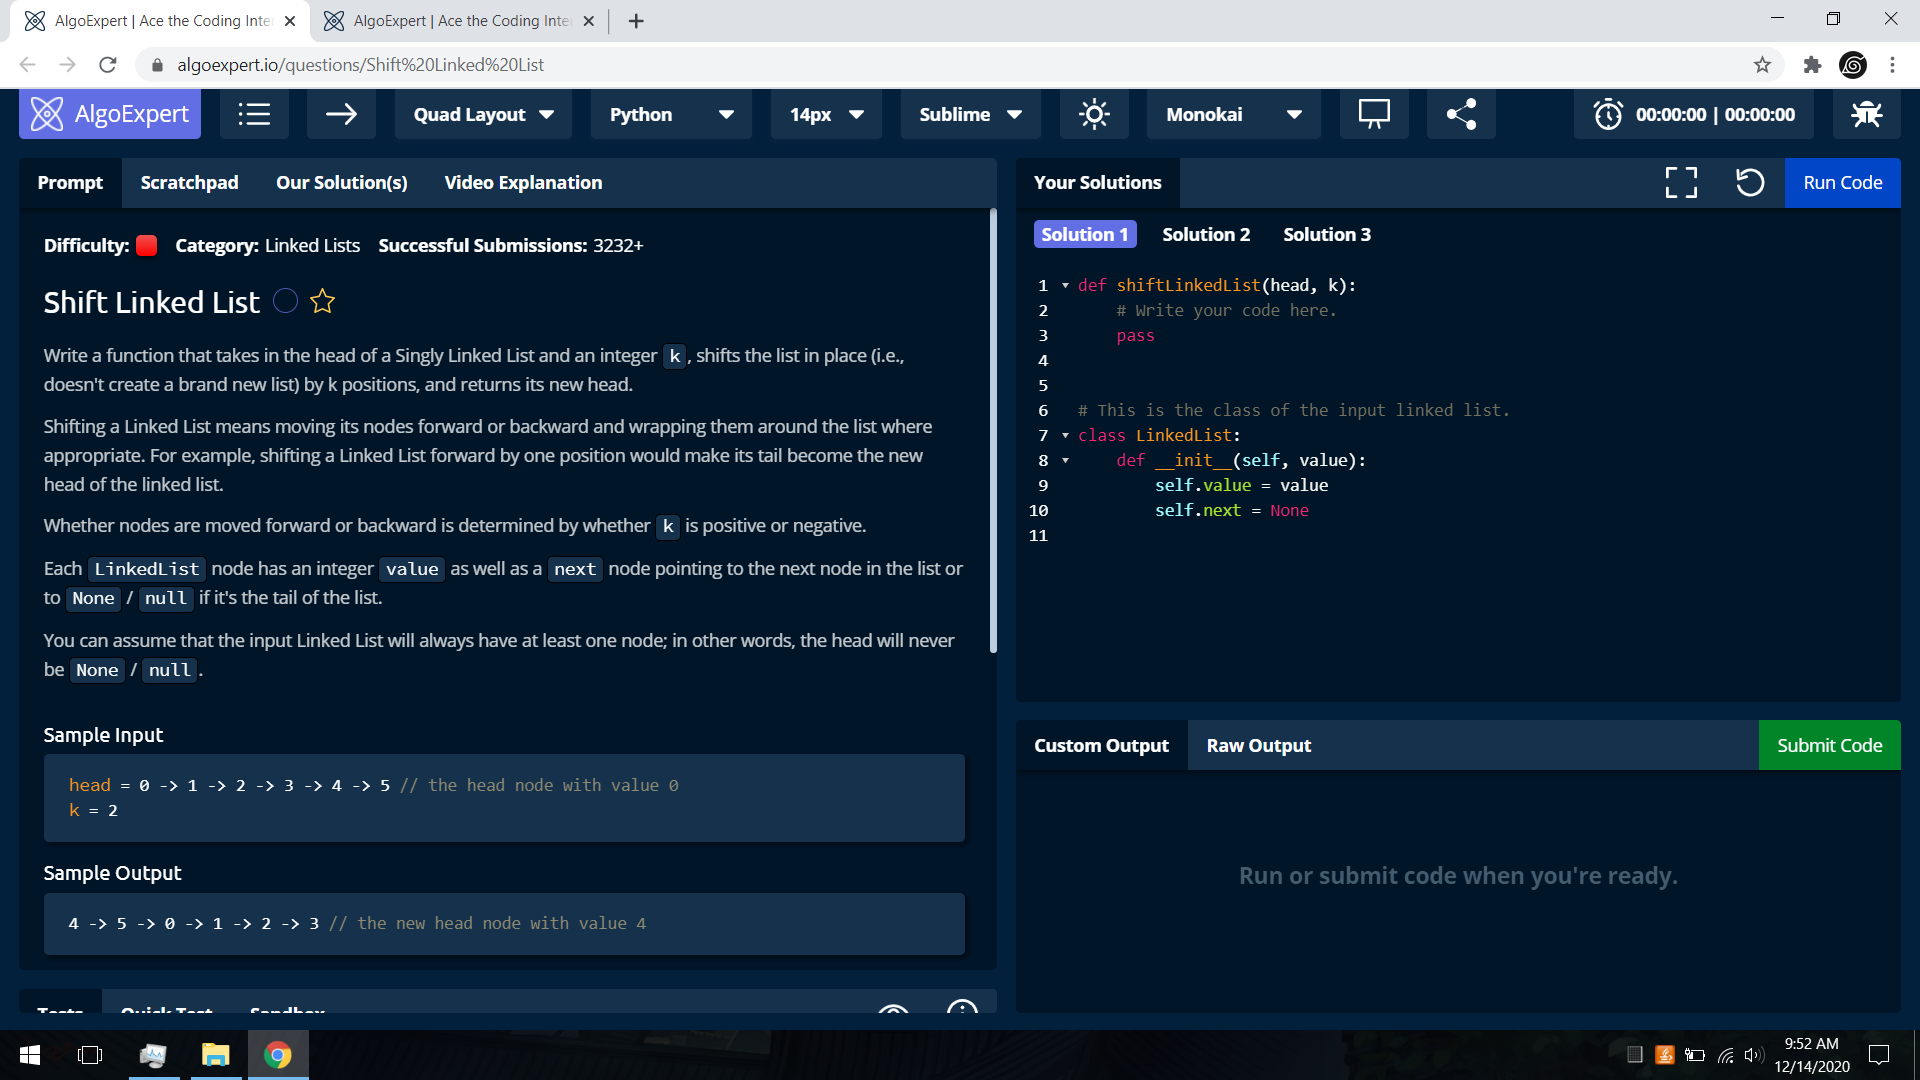 AlgoExpert | Ace the Coding Inte
AlgoExpert | Ace the Coding Inte
algoexpert.io/questions/Shift%20Linked%20List
AlgoExpert
Quad Layout
Python
14px
Sublime
Monokai
00:00:00 | 00:00:00
Prompt
Scratchpad
Our Solution(s)
Video Explanation
Difficulty: Category: Linked Lists Successful Submissions: 3232+
Shift Linked List
Write a function that takes in the head of a Singly Linked List and an integer k, shifts the list in place (i.e.,
doesn't create a brand new list) by k positions, and returns its new head.
Shifting a Linked List means moving its nodes forward or backward and wrapping them around the list where
appropriate. For example, shifting a Linked List forward by one position would make its tail become the new
head of the linked list.
Whether nodes are moved forward or backward is determined by whether k is positive or negative.
Each LinkedList node has an integer value as well as a next node pointing to the next node in the list or
to None / null if it's the tail of the list.
You can assume that the input Linked List will always have at least one node; in other words, the head will never
be None / null.
Sample Input
head = 0 -> 1 -> 2 -> 3 -> 4 -> 5 // the head node with value 0
k = 2
Sample Output
4 -> 5 -> 0 -> 1 -> 2 -> 3 // the new head node with value 4
Tests
Quick Test
Sandbox
Your Solutions
Run Code
Solution 1
Solution 2
Solution 3
1 def shiftLinkedList(head, k):
2 # Write your code here.
3 pass
4
5
6 # This is the class of the input linked list.
7 class LinkedList:
8 def __init__(self, value):
9 self.value = value
10 self.next = None
11
Custom Output
Raw Output
Submit Code
Run or submit code when you're ready.
9:52 AM
12/14/2020